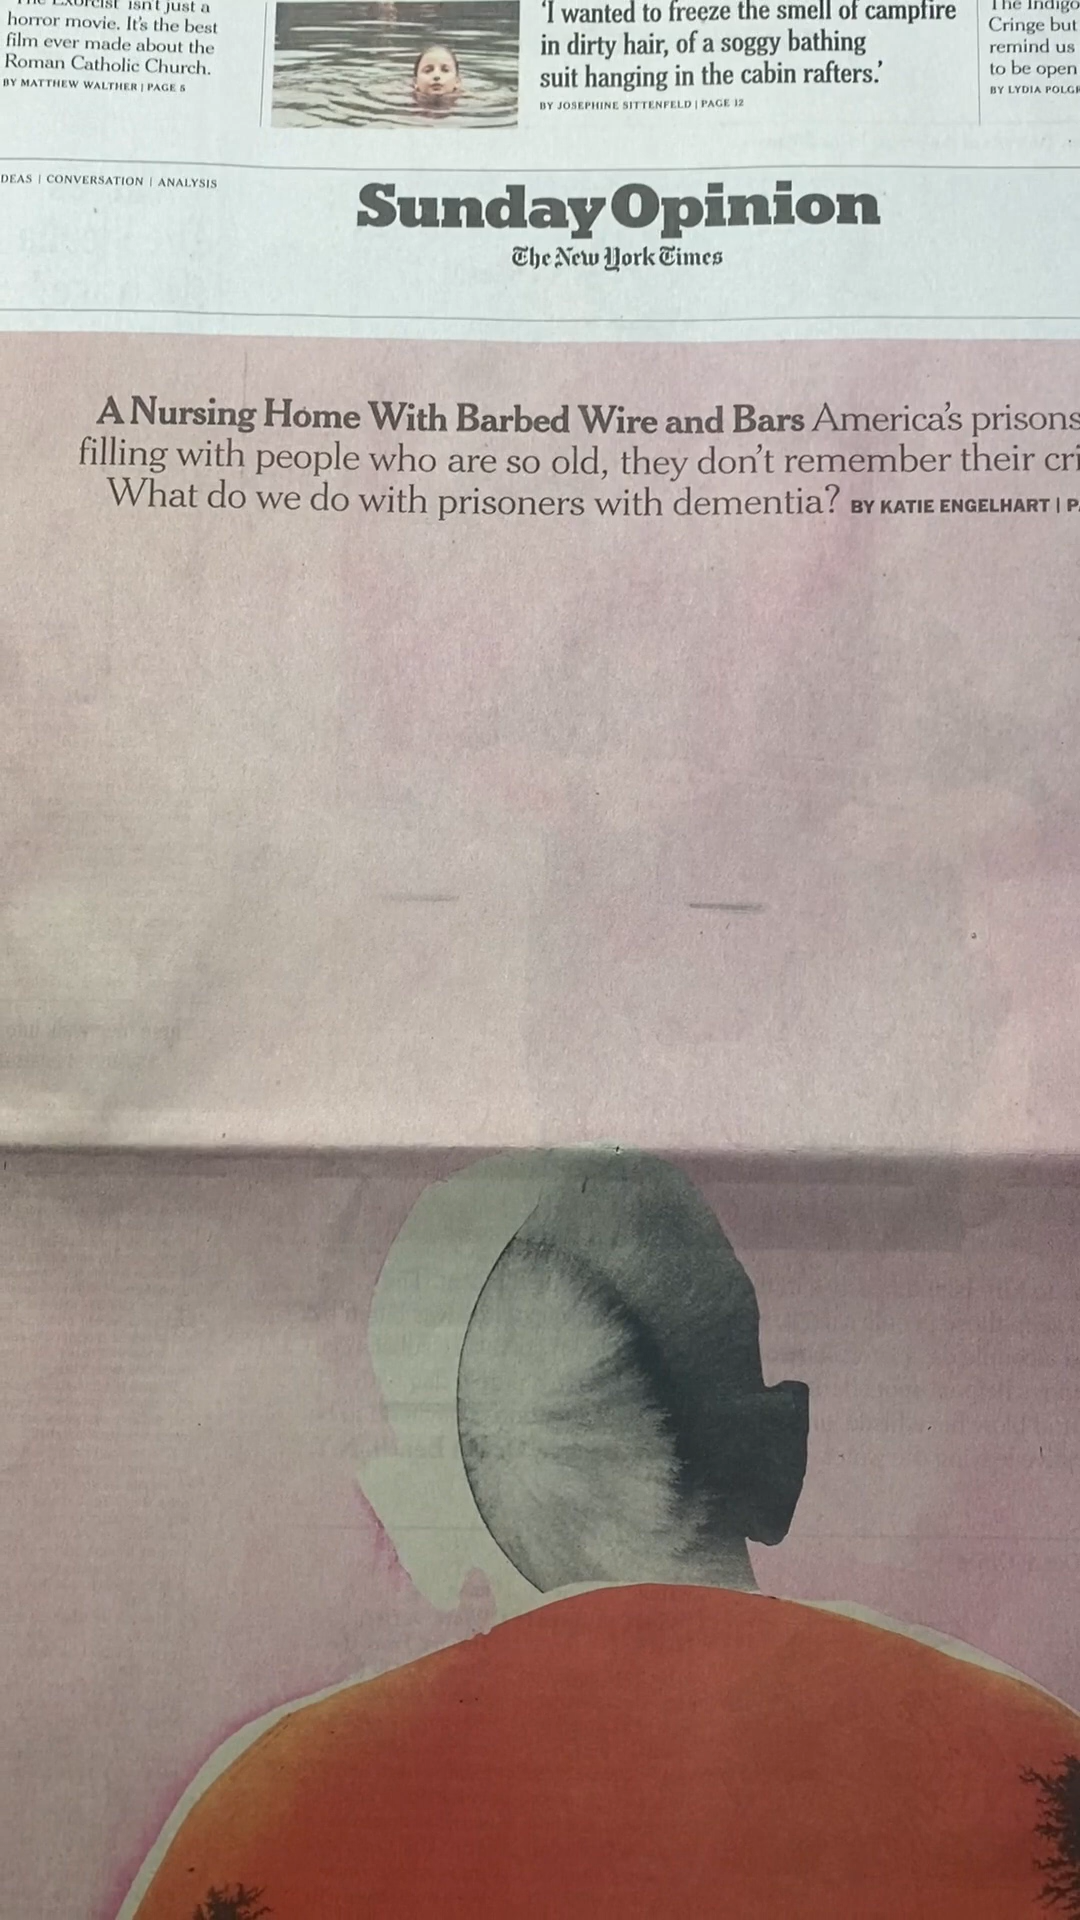 horror movie. It's the best
film ever made about the
Roman Catholic Church.
BY MATTHEW WALTHER | PAGE 5
'I wanted to freeze the smell of campfire
in dirty hair, of a soggy bathing
suit hanging in the cabin rafters.'
BY JOSEPHINE SITTENFELD | PAGE 12
The Indigo
Cringe but
remind us
to be open
BY LYDIA POLGR
DEAS | CONVERSATION | ANALYSIS
Sunday Opinion
The New York Times
A Nursing Home With Barbed Wire and Bars America's prisons
filling with people who are so old, they don't remember their cri
What do we do with prisoners with dementia? BY KATIE ENGELHART | PA